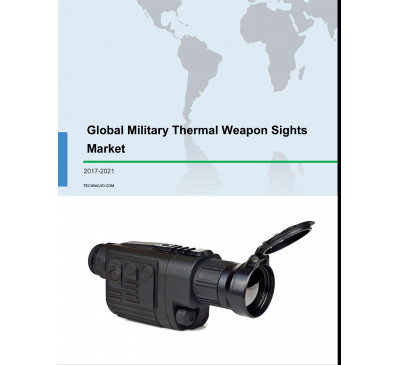 Global Military Thermal Weapon Sights
Market
2017-2021
TECHNAVIO.COM